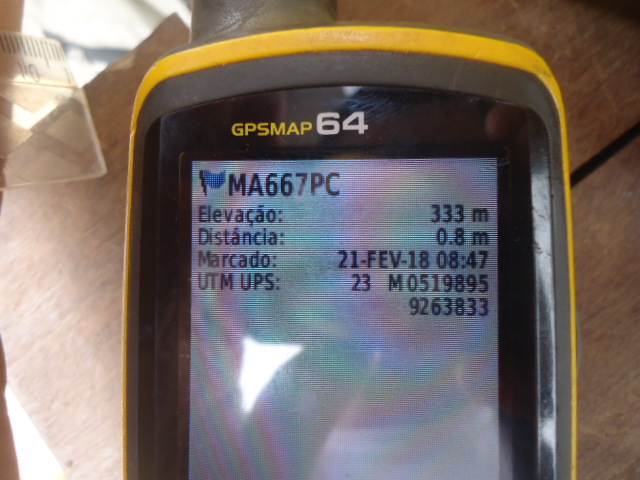 GPSMAP 64
MA667PC
Elevação: 333 m
Distância: 0.8 m
Marcado: 21-FEV-18 08:47
UTM UPS: 23 M 0519895
9263833